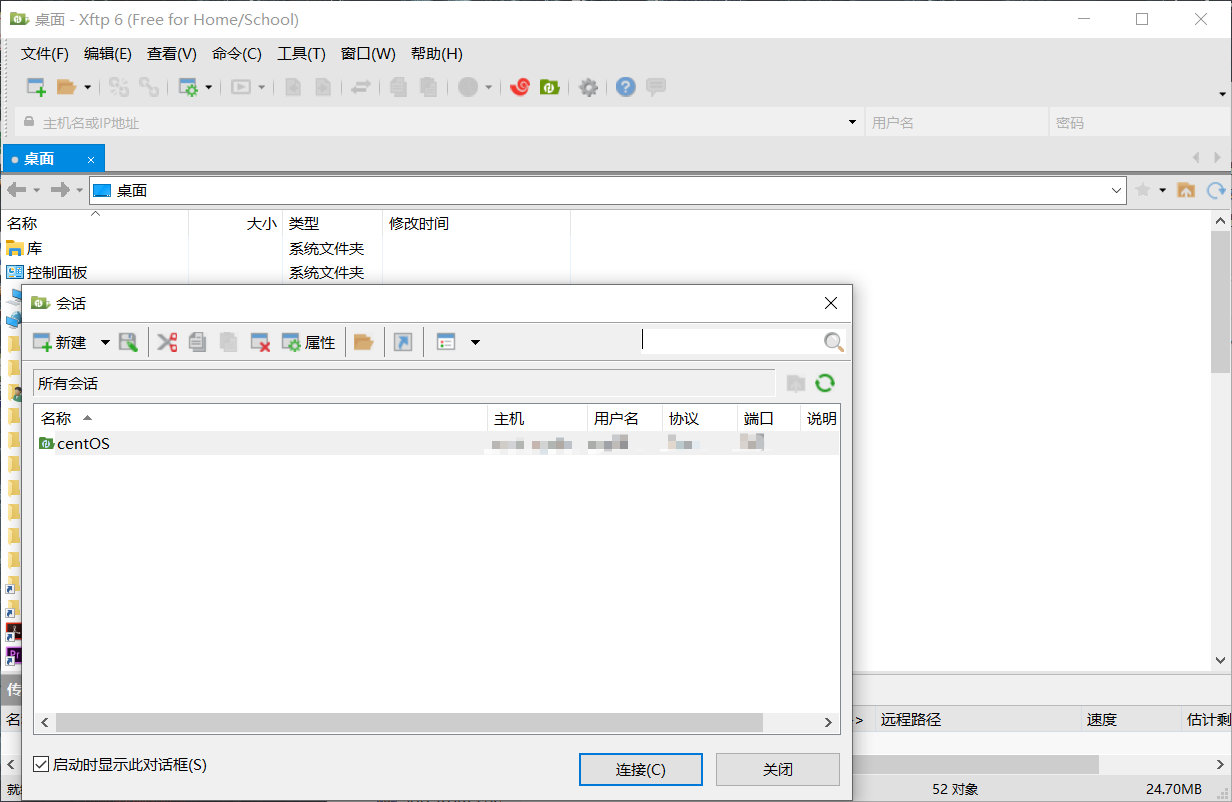 桌面 - Xftp 6 (Free for Home/School)
文件(F) 编辑(E) 查看(V) 命令(C) 工具(T) 窗口(W) 帮助(H)
主机名或IP地址 用户名 密码
桌面
桌面
名称 大小 类型 修改时间
库 系统文件夹
控制面板 系统文件夹
会话
新建 属性
所有会话
名称 主机 用户名 协议 端口 说明
centOS
启动时显示此对话框(S)
连接(C) 关闭
传
名 -> 远程路径 速度 估计剩
就 52 对象 24.70MB